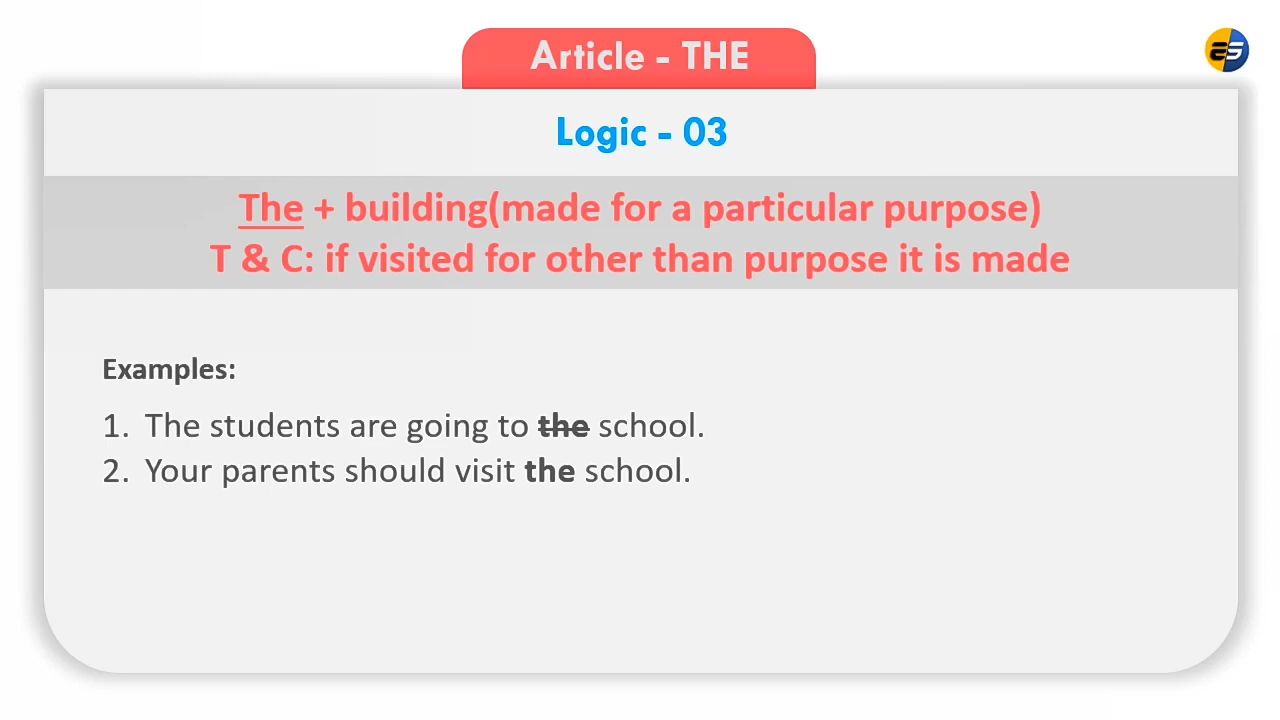 Article - THE
ES
Logic - 03
The + building(made for a particular purpose)
T & C: if visited for other than purpose it is made
Examples:
1. The students are going to the school.
2. Your parents should visit the school.